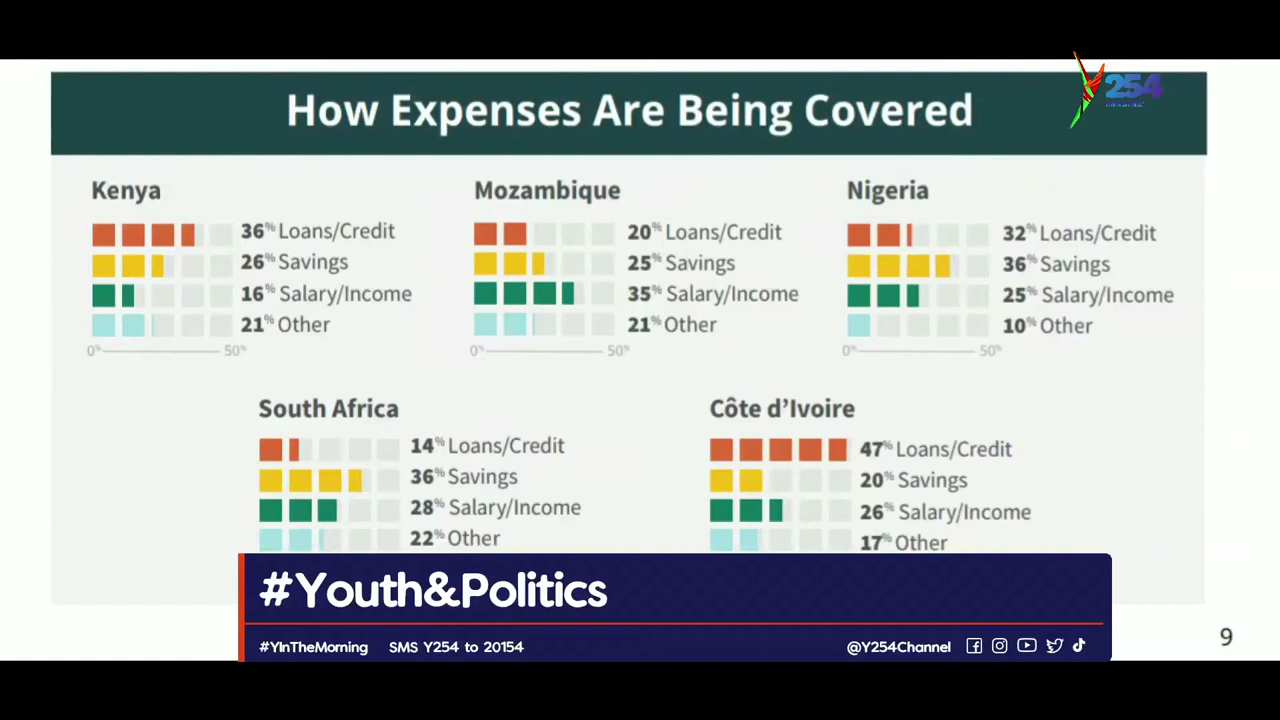 254
How Expenses Are Being Covered
Kenya
36% Loans/Credit
26% Savings
16% Salary/Income
21% Other
0% 50%
Mozambique
20% Loans/Credit
25% Savings
35% Salary/Income
21% Other
0% 50%
Nigeria
32% Loans/Credit
36% Savings
25% Salary/Income
10% Other
0% 50%
South Africa
14% Loans/Credit
36% Savings
28% Salary/Income
22% Other
Côte d’Ivoire
47% Loans/Credit
20% Savings
26% Salary/Income
17% Other
#Youth&Politics
#YInTheMorning SMS Y254 to 20154 @Y254Channel
9